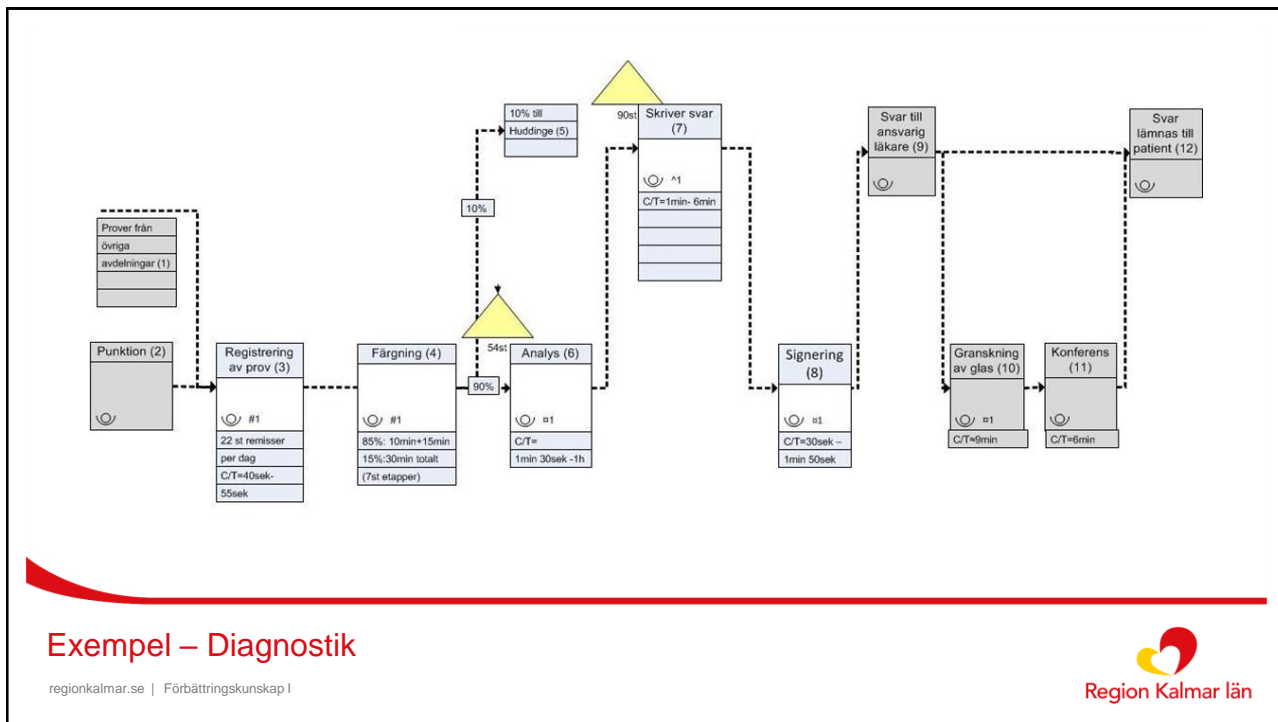 Prover från
övriga
avdelningar (1)
Punktion (2)
Registrering
av prov (3)
#1
22 st remisser
per dag
C/T=40sek-
55sek
Färgning (4)
#1
85%: 10min+15min
15%:30min totalt
(7st etapper)
10%
90%
10% till
Huddinge (5)
54st
Analys (6)
¤1
C/T=
1min 30sek -1h
90st
Skriver svar
(7)
^1
C/T=1min- 6min
Signering
(8)
¤1
C/T=30sek –
1min 50sek
Svar till
ansvarig
läkare (9)
Granskning
av glas (10)
¤1
C/T≈9min
Konferens
(11)
C/T=6min
Svar
lämnas till
patient (12)
Exempel – Diagnostik
regionkalmar.se | Förbättringskunskap I
Region Kalmar län